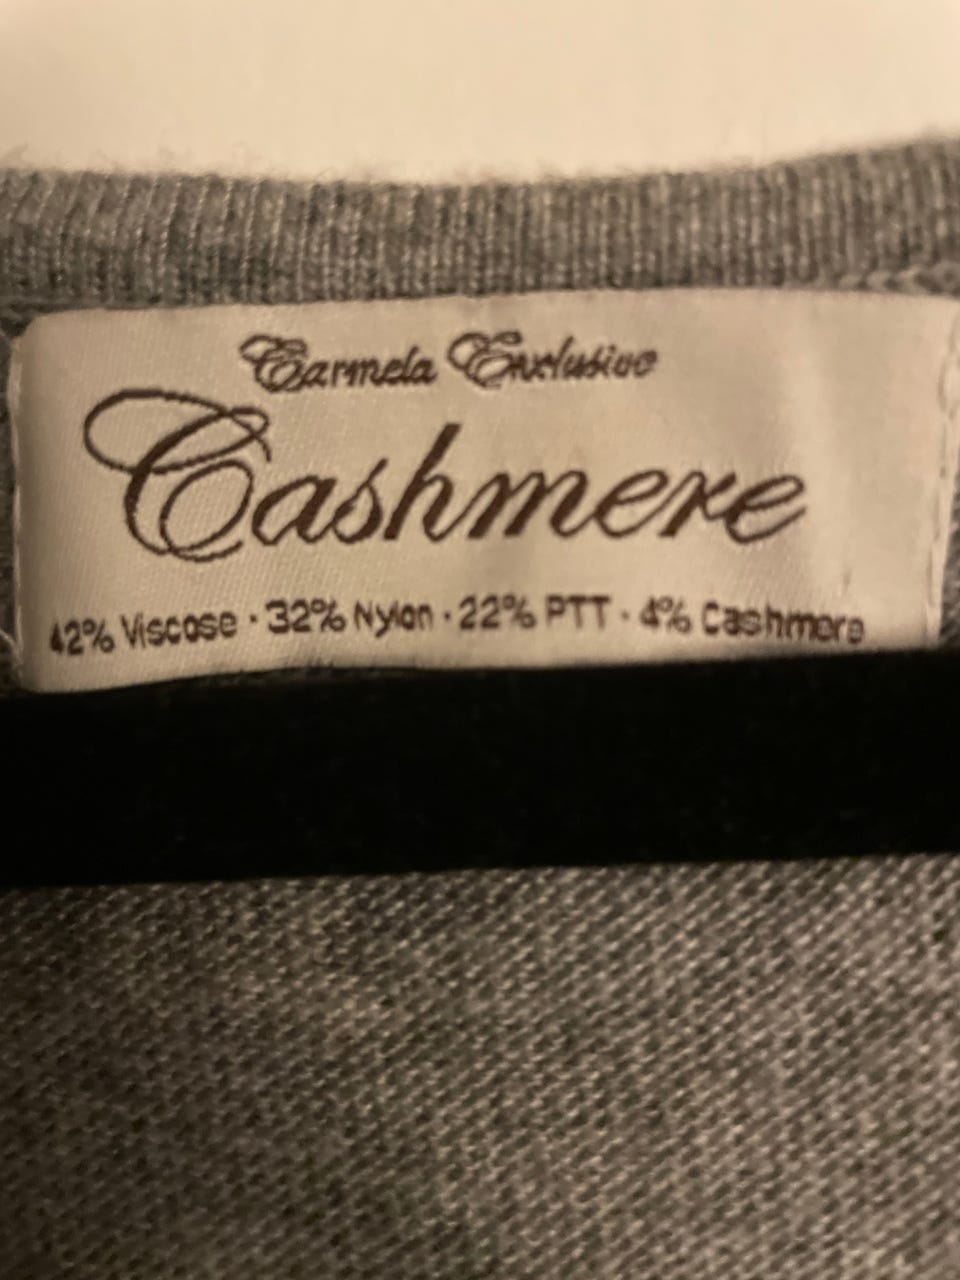 Carmela Exclusive
Cashmere
42% Viscose · 32% Nylon · 22% PTT · 4% Cashmere